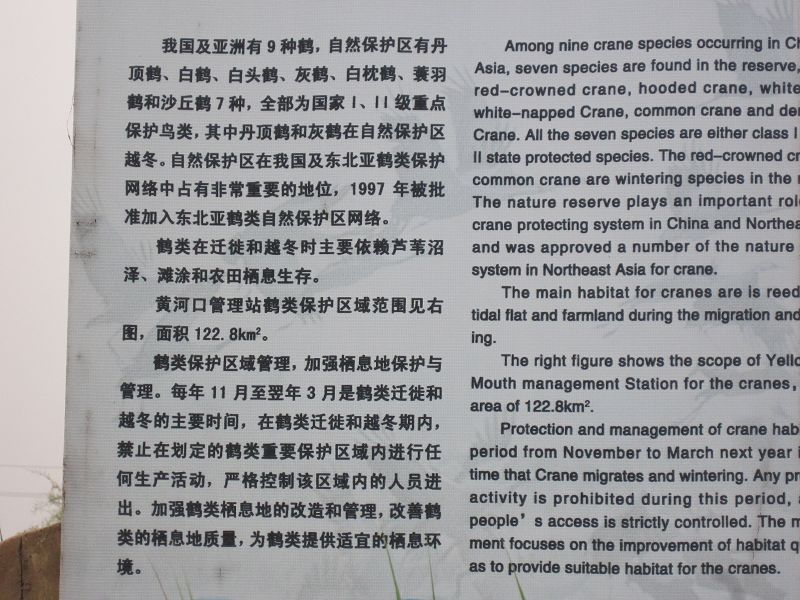 我国及亚洲有9种鹤，自然保护区有丹
顶鹤、白鹤、白头鹤、灰鹤、白枕鹤、蓑羽
鹤和沙丘鹤7种，全部为国家I、II级重点
保护鸟类，其中丹顶鹤和灰鹤在自然保护区
越冬。自然保护区在我国及东北亚鹤类保护
网络中占有非常重要的地位，1997 年被批
准加入东北亚鹤类自然保护区网络。
鹤类在迁徙和越冬时主要依赖芦苇沼
泽、滩涂和农田栖息生存。
黄河口管理站鹤类保护区域范围见右
图，面积122.8km²。
鹤类保护区域管理，加强栖息地保护与
管理。每年11月至翌年3月是鹤类迁徙和
越冬的主要时间，在鹤类迁徙和越冬期内，
禁止在划定的鹤类重要保护区域内进行任
何生产活动，严格控制该区域内的人员进
出。加强鹤类栖息地的改造和管理，改善鹤
类的栖息地质量，为鹤类提供适宜的栖息环
境。
Among nine crane species occurring in
Asia, seven species are found in the reserve,
red-crowned crane, hooded crane, white
white-napped Crane, common crane and
Crane. All the seven species are either class I
II state protected species. The red-crowned
common crane are wintering species in the
The nature reserve plays an important
crane protecting system in China and
and was approved a number of the nature
system in Northeast Asia for crane.
The main habitat for cranes are is reed
tidal flat and farmland during the migration and
ing.
The right figure shows the scope of
Mouth management Station for the cranes,
area of 122.8km².
Protection and management of crane
period from November to March next year
time that Crane migrates and wintering. Any
activity is prohibited during this period,
people's access is strictly controlled. The
ment focuses on the improvement of habitat
as to provide suitable habitat for the cranes.